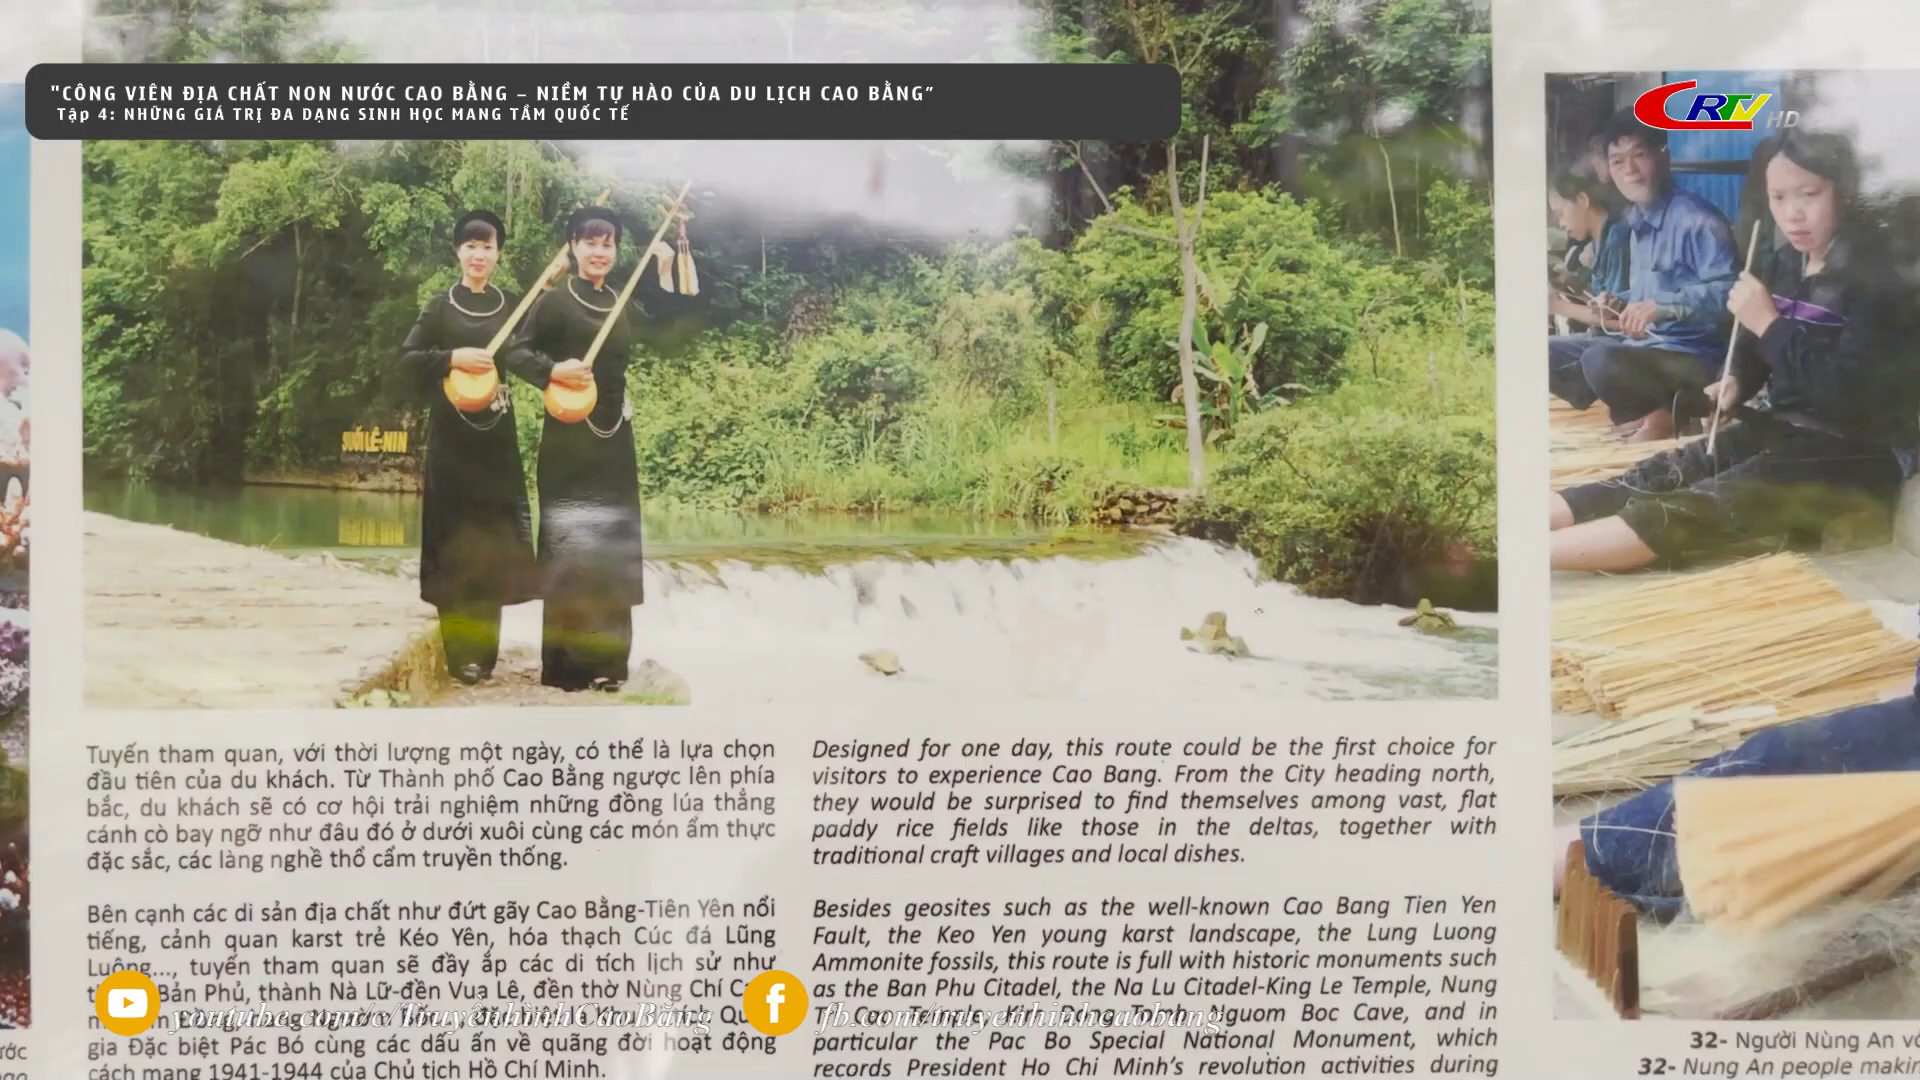 "CÔNG VIÊN ĐỊA CHẤT NON NƯỚC CAO BẰNG – NIỀM TỰ HÀO CỦA DU LỊCH CAO BẰNG”
Tập 4: NHỮNG GIÁ TRỊ ĐA DẠNG SINH HỌC MANG TẦM QUỐC TẾ
CRTV HD
SUỐI LÊ-NIN
Tuyến tham quan, với thời lượng một ngày, có thể là lựa chọn
đầu tiên của du khách. Từ Thành phố Cao Bằng ngược lên phía
bắc, du khách sẽ có cơ hội trải nghiệm những đồng lúa thẳng
cánh cò bay ngỡ như đâu đó ở dưới xuôi cùng các món ẩm thực
đặc sắc, các làng nghề thổ cẩm truyền thống.
Bên cạnh các di sản địa chất như đứt gãy Cao Bằng-Tiên Yên nổi
tiếng, cảnh quan karst trẻ Kéo Yên, hóa thạch Cúc đá Lũng
Luông..., tuyến tham quan sẽ đầy ắp các di tích lịch sử như
Bản Phủ, thành Nà Lữ-đền Vua Lê, đền thờ Nùng Chí
gia Đặc biệt Pác Bó cùng các dấu ấn về quãng đời hoạt động
cách mạng 1941-1944 của Chủ tịch Hồ Chí Minh.
Designed for one day, this route could be the first choice for
visitors to experience Cao Bang. From the City heading north,
they would be surprised to find themselves among vast, flat
paddy rice fields like those in the deltas, together with
traditional craft villages and local dishes.
Besides geosites such as the well-known Cao Bang Tien Yen
Fault, the Keo Yen young karst landscape, the Lung Luong
Ammonite fossils, this route is full with historic monuments such
as the Ban Phu Citadel, the Na Lu Citadel-King Le Temple, Nung
Tri Cao Temple, Kim Dong Tomb, Nguom Boc Cave, and in
particular the Pac Bo Special National Monument, which
records President Ho Chi Minh's revolution activities during
32- Người Nùng An
32- Nung An people
youtube.com/c/TruyềnhìnhCaoBằng
fb.com/truyenhinhcaobang